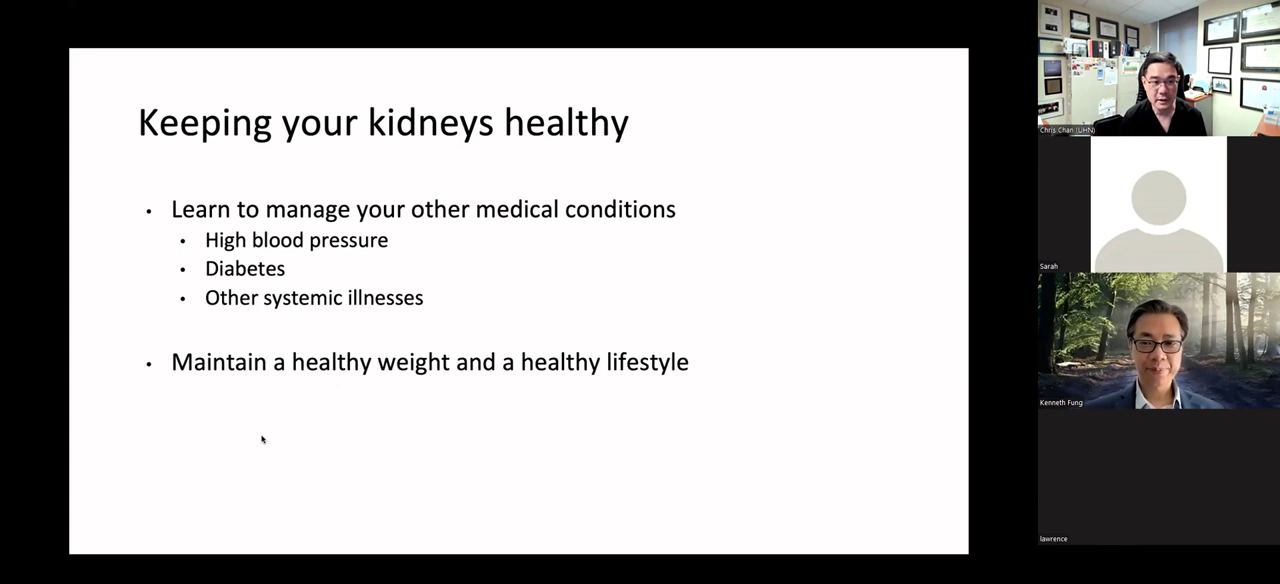 Keeping your kidneys healthy
• Learn to manage your other medical conditions
• High blood pressure
• Diabetes
• Other systemic illnesses
• Maintain a healthy weight and a healthy lifestyle
Chris Chan (UHN)
Sarah
Kenneth Fung
lawrence